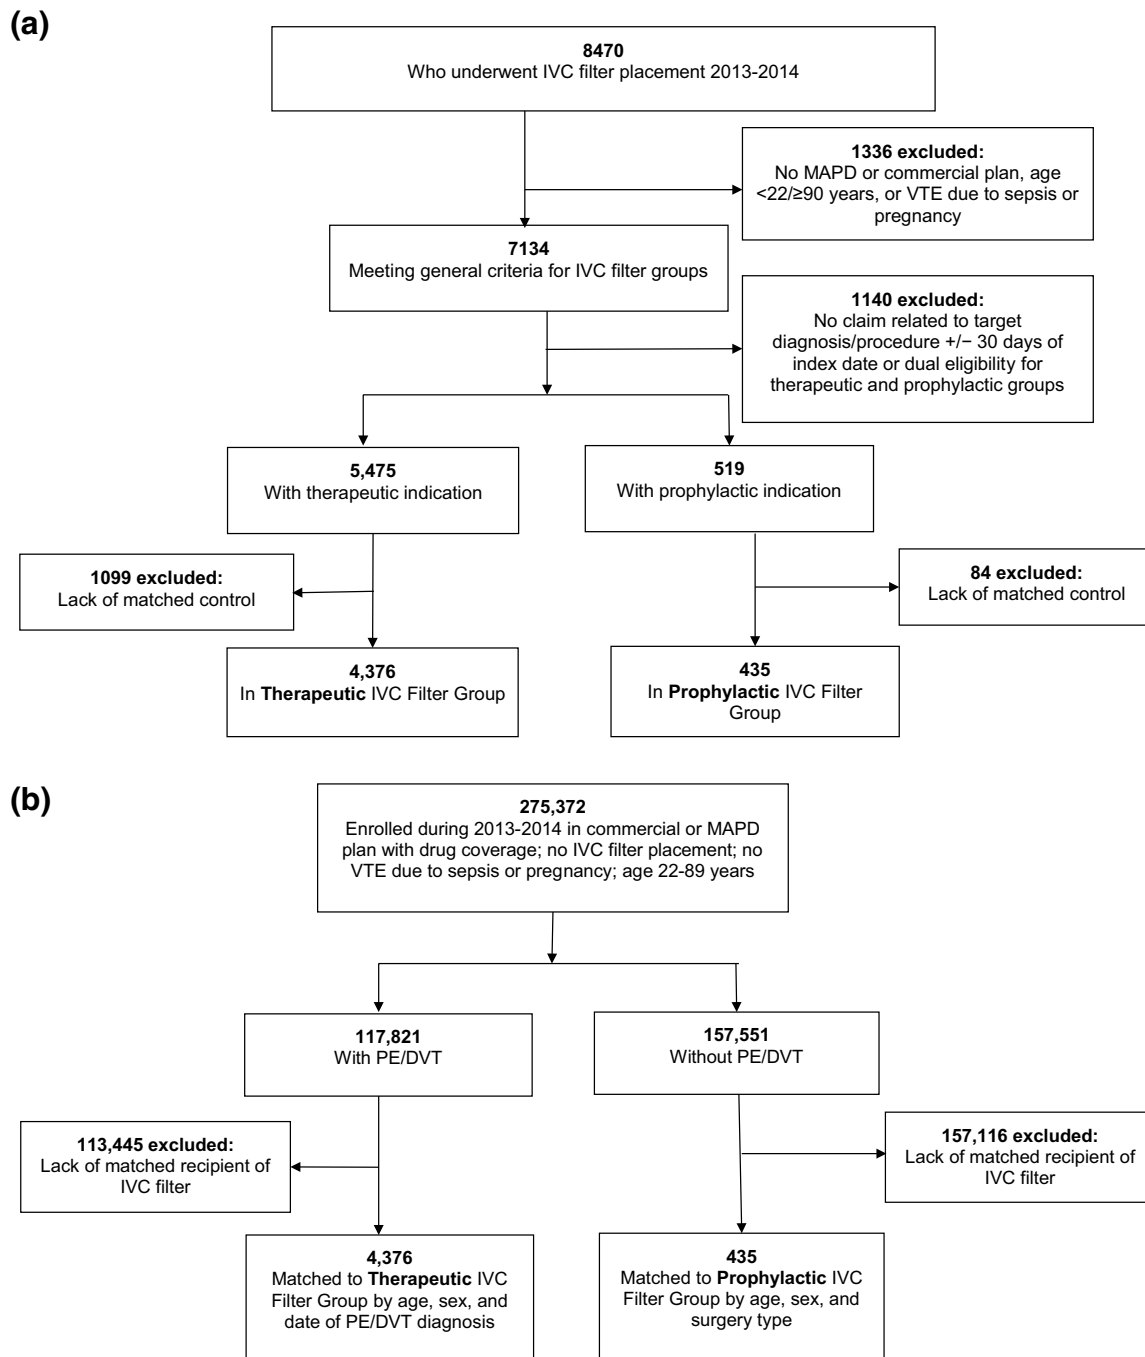 (a)
8470
Who underwent IVC filter placement 2013-2014
1336 excluded:
No MAPD or commercial plan, age
<22/≥90 years, or VTE due to sepsis or
pregnancy
7134
Meeting general criteria for IVC filter groups
1140 excluded:
No claim related to target
diagnosis/procedure +/− 30 days of
index date or dual eligibility for
therapeutic and prophylactic groups
5,475
With therapeutic indication
519
With prophylactic indication
1099 excluded:
Lack of matched control
84 excluded:
Lack of matched control
4,376
In Therapeutic IVC Filter Group
435
In Prophylactic IVC Filter
Group
(b)
275,372
Enrolled during 2013-2014 in commercial or MAPD
plan with drug coverage; no IVC filter placement; no
VTE due to sepsis or pregnancy; age 22-89 years
117,821
With PE/DVT
157,551
Without PE/DVT
113,445 excluded:
Lack of matched recipient of
IVC filter
157,116 excluded:
Lack of matched recipient of
IVC filter
4,376
Matched to Therapeutic IVC
Filter Group by age, sex, and
date of PE/DVT diagnosis
435
Matched to Prophylactic IVC
Filter Group by age, sex, and
surgery type